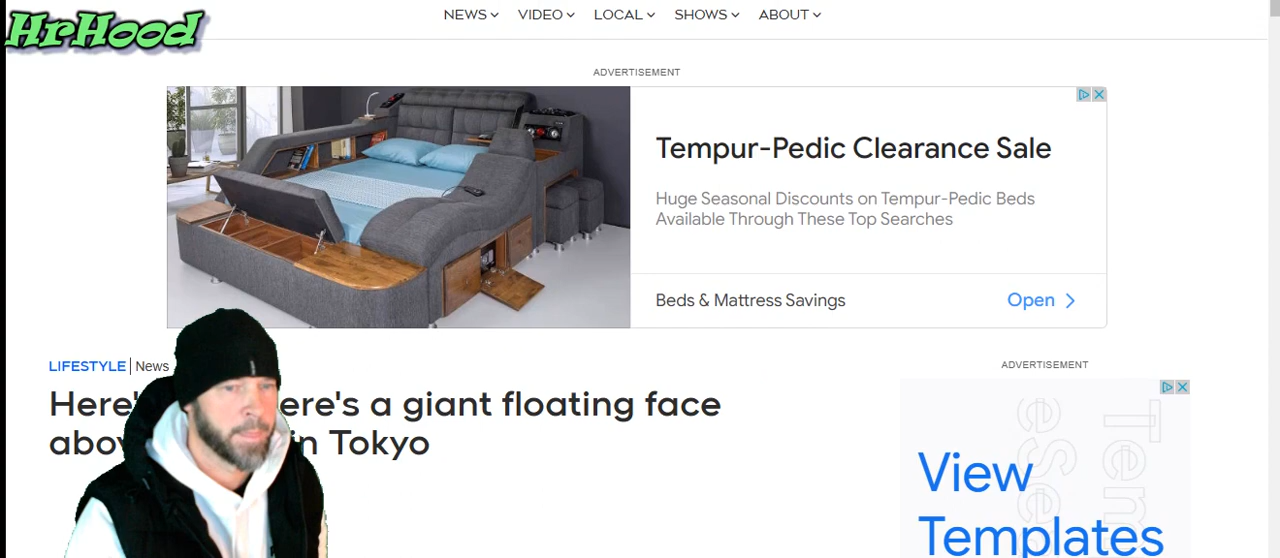 HrHood
NEWS VIDEO LOCAL SHOWS ABOUT
ADVERTISEMENT
Tempur-Pedic Clearance Sale
Huge Seasonal Discounts on Tempur-Pedic Beds
Available Through These Top Searches
Beds & Mattress Savings
Open
LIFESTYLE | News
Here' ere's a giant floating face
abov in Tokyo
ADVERTISEMENT
View
Templates